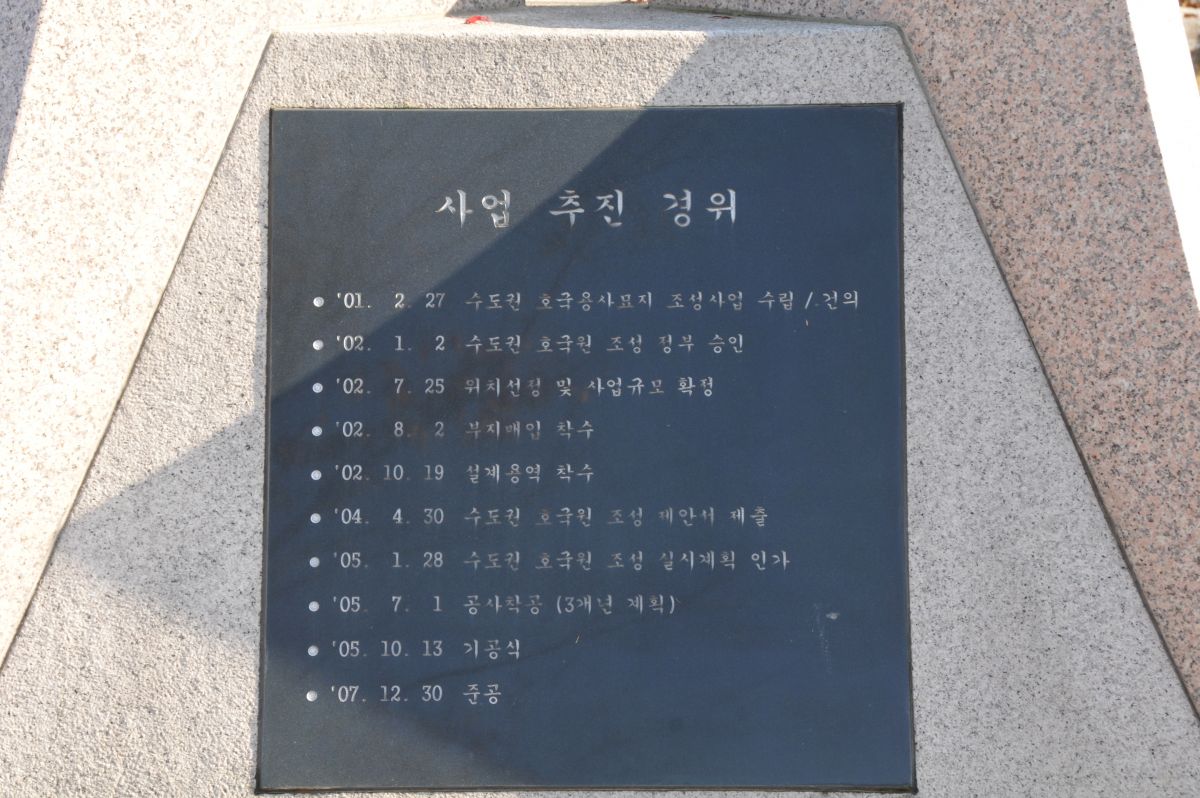 사업 추진 경위
● '01. 2. 27 수도권 호국용사묘지 조성사업 수립 / 건의
● '02. 1. 2 수도권 호국원 조성 정부 승인
● '02. 7. 25 위치선정 및 사업규모 확정
● '02. 8. 2 부지매입 착수
● '02. 10. 19 설계용역 착수
● '04. 4. 30 수도권 호국원 조성 제안서 제출
● '05. 1. 28 수도권 호국원 조성 실시계획 인가
● '05. 7. 1 공사착공 (3개년 계획)
● '05. 10. 13 기공식
● '07. 12. 30 준공